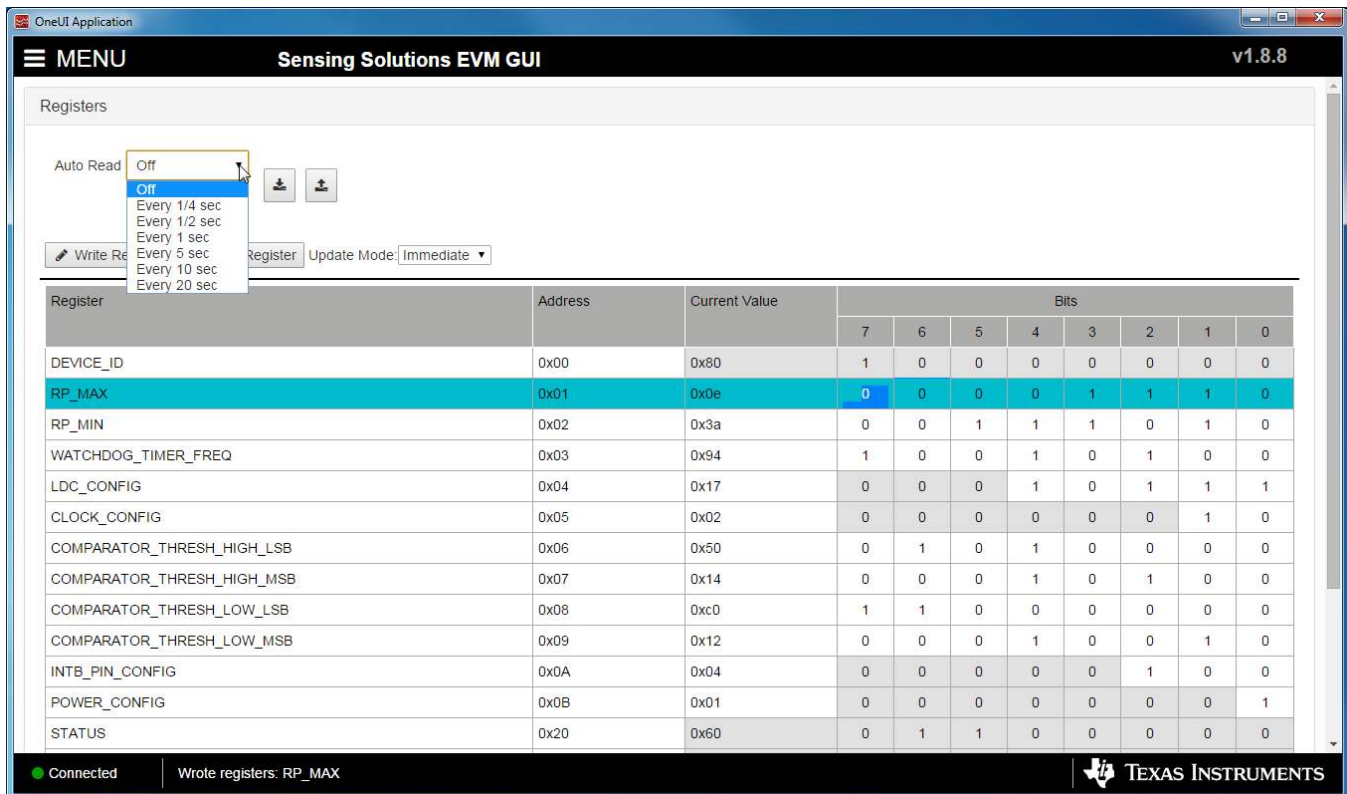 OneUI Application
MENU Sensing Solutions EVM GUI v1.8.8
Registers
Auto Read Off
Off
Every 1/4 sec
Every 1/2 sec
Every 1 sec
Every 5 sec
Every 10 sec
Every 20 sec
Write Re Register Update Mode: Immediate
Register Address Current Value Bits
7 6 5 4 3 2 1 0
DEVICE_ID 0x00 0x80 1 0 0 0 0 0 0 0
RP_MAX 0x01 0x0e 0 0 0 0 1 1 1 0
RP_MIN 0x02 0x3a 0 0 1 1 1 0 1 0
WATCHDOG_TIMER_FREQ 0x03 0x94 1 0 0 1 0 1 0 0
LDC_CONFIG 0x04 0x17 0 0 0 1 0 1 1 1
CLOCK_CONFIG 0x05 0x02 0 0 0 0 0 0 1 0
COMPARATOR_THRESH_HIGH_LSB 0x06 0x50 0 1 0 1 0 0 0 0
COMPARATOR_THRESH_HIGH_MSB 0x07 0x14 0 0 0 1 0 1 0 0
COMPARATOR_THRESH_LOW_LSB 0x08 0xc0 1 1 0 0 0 0 0 0
COMPARATOR_THRESH_LOW_MSB 0x09 0x12 0 0 0 1 0 0 1 0
INTB_PIN_CONFIG 0x0A 0x04 0 0 0 0 0 1 0 0
POWER_CONFIG 0x0B 0x01 0 0 0 0 0 0 0 1
STATUS 0x20 0x60 0 1 1 0 0 0 0 0
Connected Wrote registers: RP_MAX TEXAS INSTRUMENTS